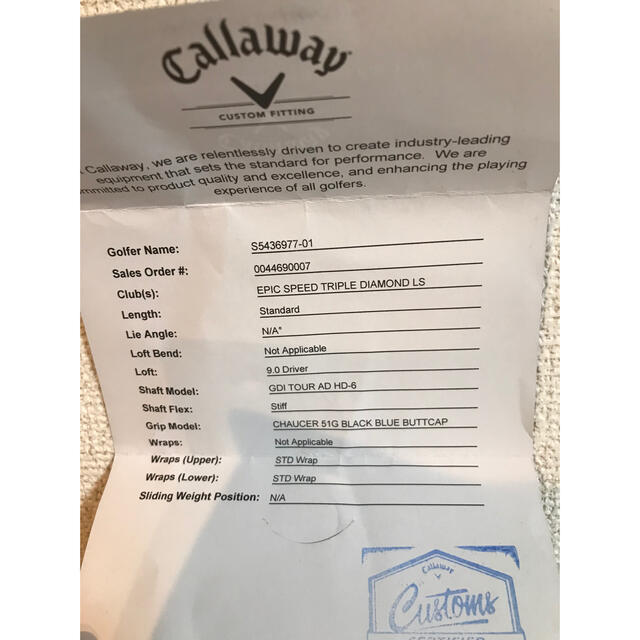 Callaway
CUSTOM FITTING
Callaway, we are relentlessly driven to create industry-leading
equipment that sets the standard for performance. We are
mmitted to product quality and excellence, and enhancing the playing
experience of all golfers.
Golfer Name: S5436977-01
Sales Order #: 0044690007
Club(s): EPIC SPEED TRIPLE DIAMOND LS
Length: Standard
Lie Angle: N/A°
Loft Bend: Not Applicable
Loft: 9.0 Driver
Shaft Model: GDI TOUR AD HD-6
Shaft Flex: Stiff
Grip Model: CHAUCER 51G BLACK BLUE BUTTCAP
Wraps: Not Applicable
Wraps (Upper): STD Wrap
Wraps (Lower): STD Wrap
Sliding Weight Position: N/A
Callaway
Customs
CERTIFIED